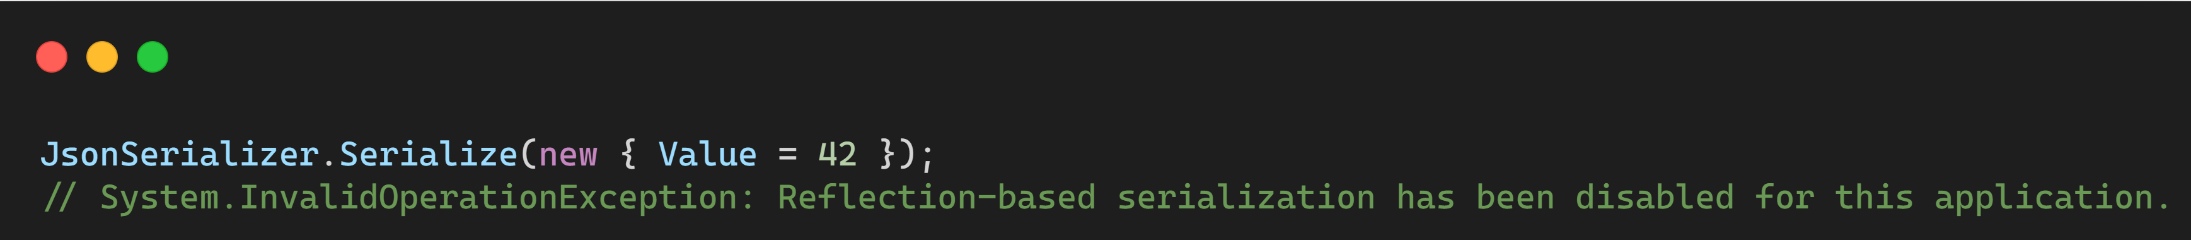 JsonSerializer.Serialize(new { Value = 42 });
// System.InvalidOperationException: Reflection-based serialization has been disabled for this application.